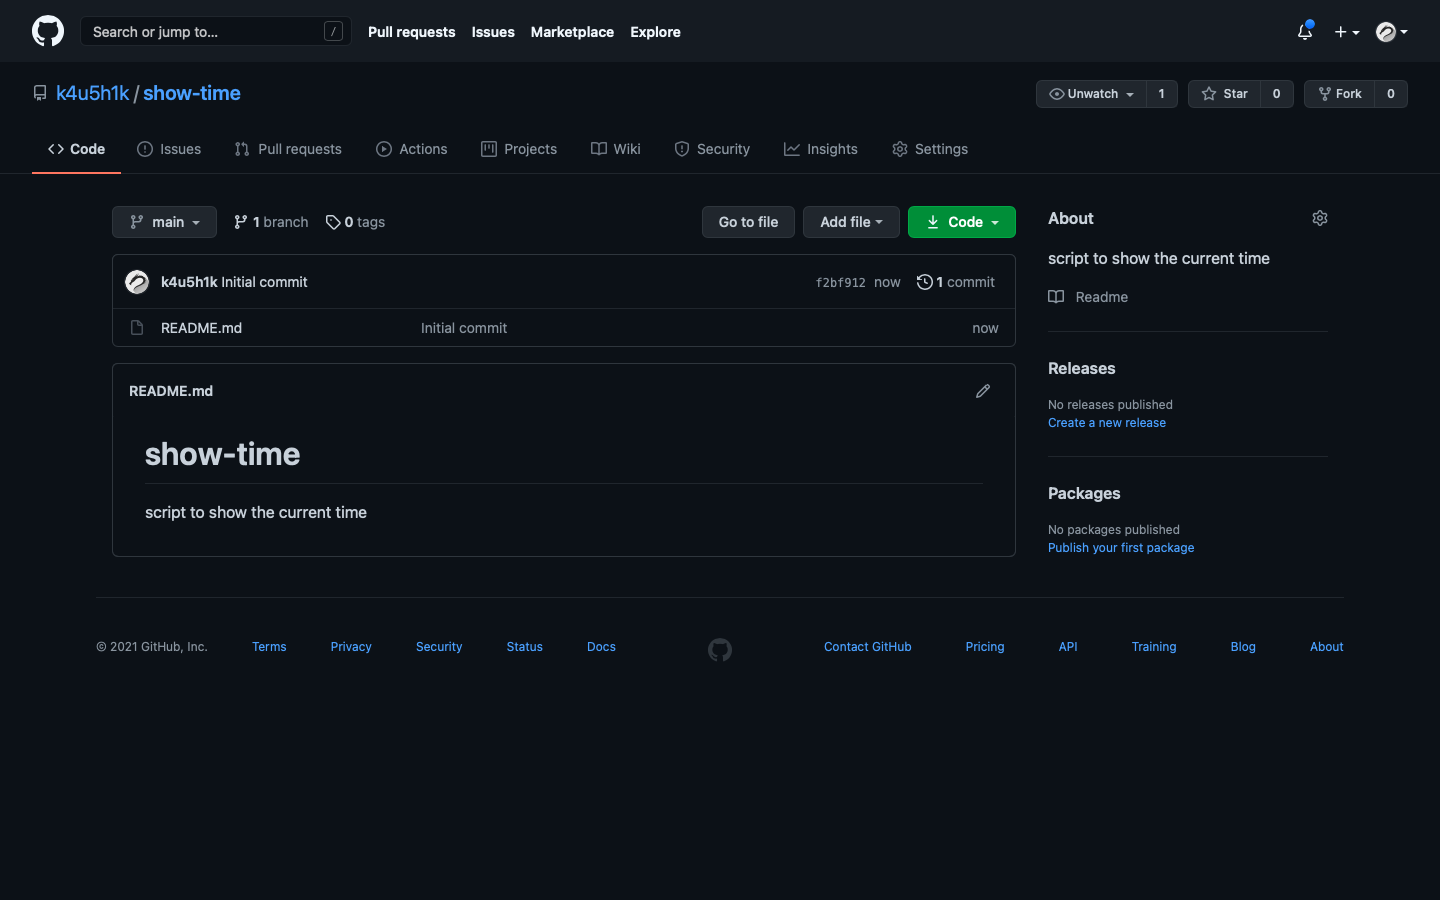 Search or jump to... /
Pull requests Issues Marketplace Explore
k4u5h1k / show-time
Unwatch 1 Star 0 Fork 0
Code Issues Pull requests Actions Projects Wiki Security Insights Settings
main 1 branch 0 tags Go to file Add file Code
k4u5h1k Initial commit f2bf912 now 1 commit
README.md Initial commit now
README.md
show-time
script to show the current time
About
script to show the current time
Readme
Releases
No releases published
Create a new release
Packages
No packages published
Publish your first package
© 2021 GitHub, Inc. Terms Privacy Security Status Docs Contact GitHub Pricing API Training Blog About